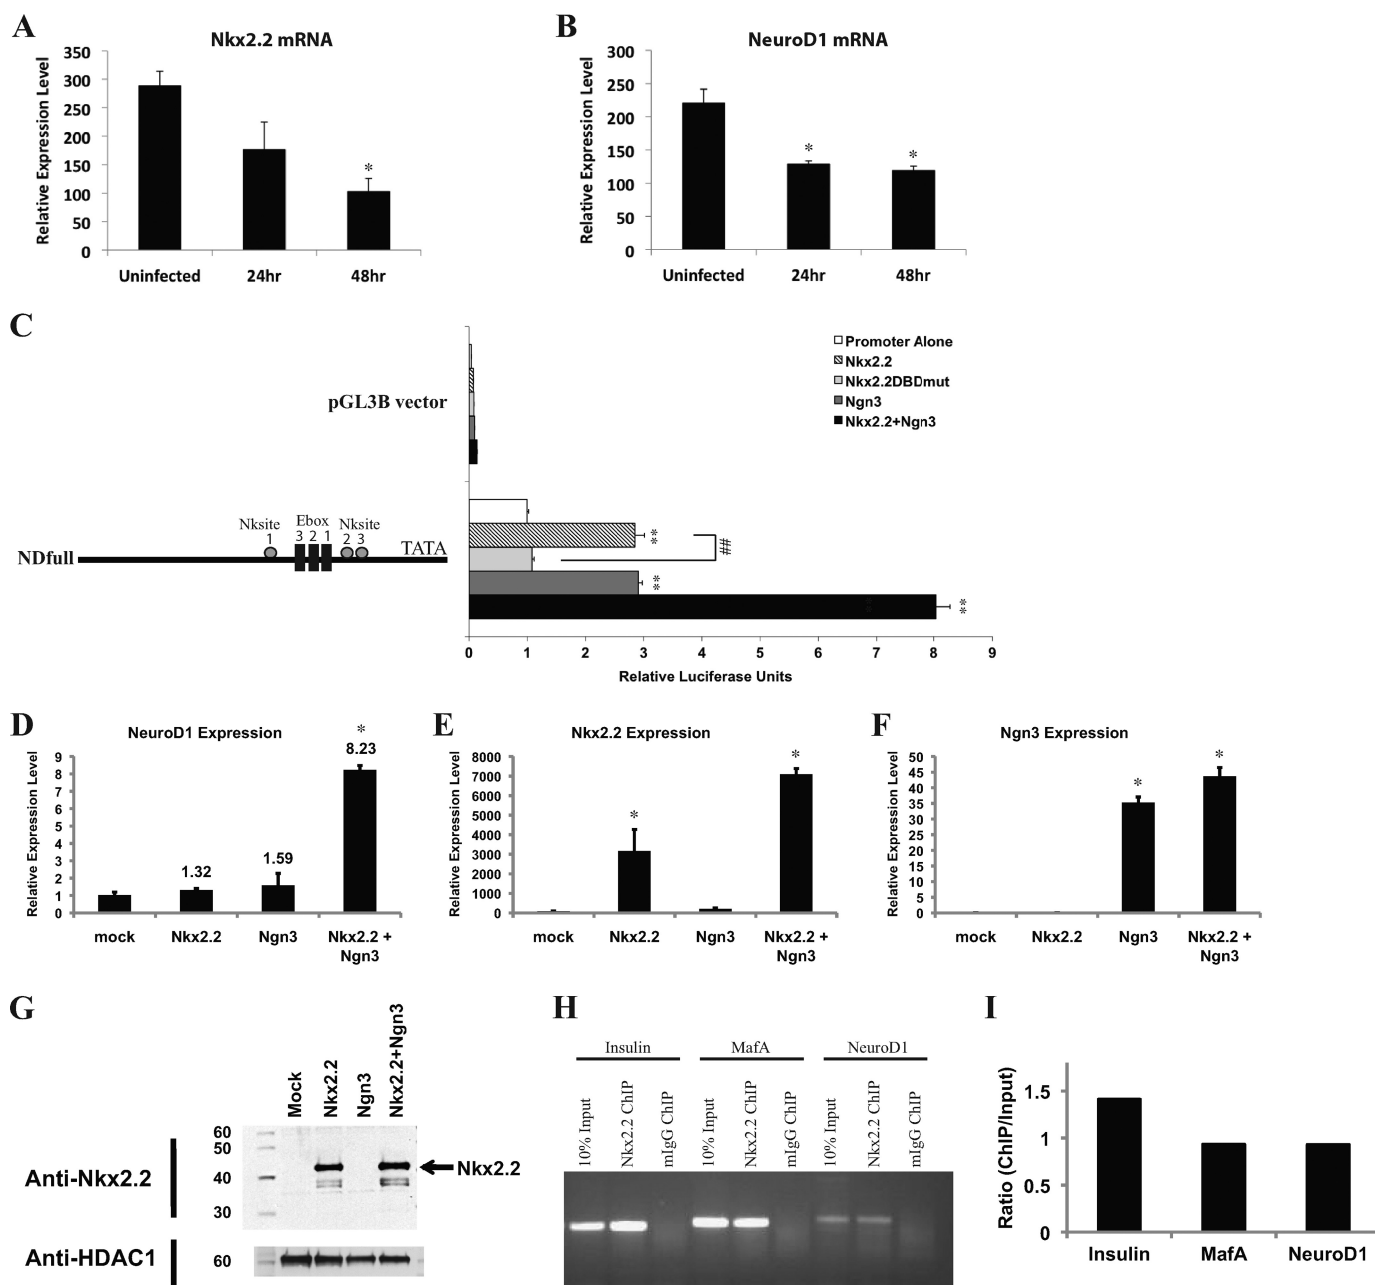 A
Nkx2.2 mRNA
Relative Expression Level
350
300
250
200
150
100
50
0
*
Uninfected 24hr 48hr
B
NeuroD1 mRNA
Relative Expression Level
300
250
200
150
100
50
0
* *
Uninfected 24hr 48hr
C
pGL3B vector
Promoter Alone
Nkx2.2
Nkx2.2DBDmut
Ngn3
Nkx2.2+Ngn3
Nksite Ebox Nksite
1 3 2 1 2 3
NDfull
TATA
**
##
**
**
0 1 2 3 4 5 6 7 8 9
Relative Luciferase Units
D
NeuroD1 Expression
Relative Expression Level
9
8
7
6
5
4
3
2
1
0
1.32
1.59
*
8.23
mock Nkx2.2 Ngn3 Nkx2.2 +
Ngn3
E
Nkx2.2 Expression
Relative Expression Level
8000
7000
6000
5000
4000
3000
2000
1000
0
* *
mock Nkx2.2 Ngn3 Nkx2.2 +
Ngn3
F
Ngn3 Expression
Relative Expression Level
50
45
40
35
30
25
20
15
10
5
0
* *
mock Nkx2.2 Ngn3 Nkx2.2 +
Ngn3
G
Mock
Nkx2.2
Ngn3
Nkx2.2+Ngn3
60
50
40
30
Anti-Nkx2.2
Nkx2.2
Anti-HDAC1
60
H
Insulin MafA NeuroD1
10% Input
Nkx2.2 ChIP
mIgG ChIP
10% Input
Nkx2.2 ChIP
mIgG ChIP
10% Input
Nkx2.2 ChIP
mIgG ChIP
I
Ratio (ChIP/Input)
1.5
1
0.5
0
Insulin MafA NeuroD1